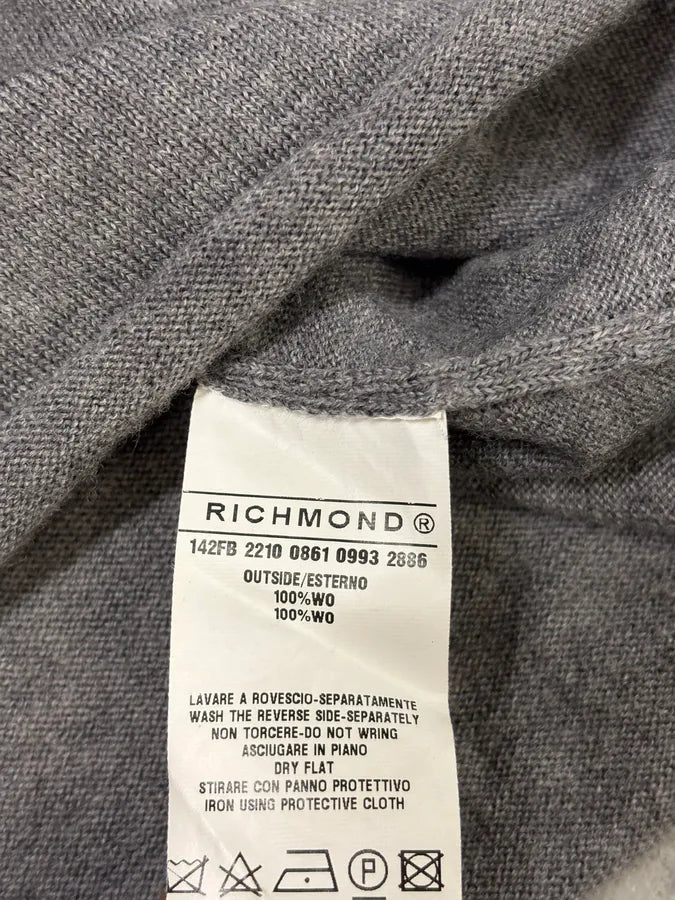 RICHMOND®
142FB 2210 0861 0993 2886
OUTSIDE/ESTERNO
100%WO
100%WO
LAVARE A ROVESCIO-SEPARATAMENTE
WASH THE REVERSE SIDE-SEPARATELY
NON TORCERE-DO NOT WRING
ASCIUGARE IN PIANO
DRY FLAT
STIRARE CON PANNO PROTETTIVO
IRON USING PROTECTIVE CLOTH
P